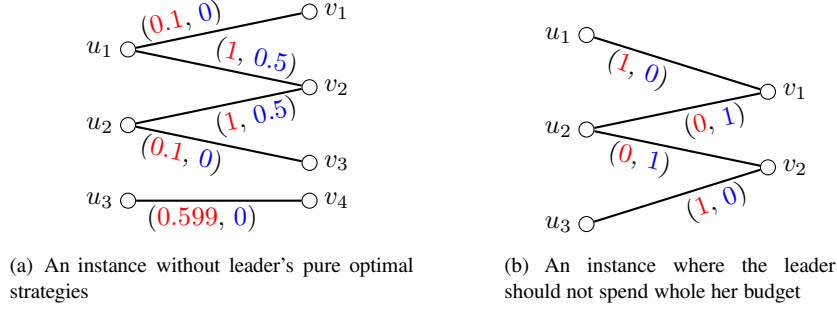 (0.1, 0)
v1
u1
(1, 0.5)
v2
u2
(1, 0.5)
(0.1, 0)
v3
u3
v4
(0.599, 0)
(a) An instance without leader's pure optimal
strategies
u1
(1, 0)
v1
u2
(0, 1)
(0, 1)
v2
u3
(1, 0)
(b) An instance where the leader
should not spend whole her budget